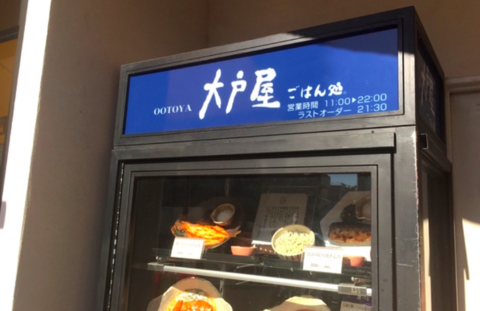 OOTOYA 大戸屋 ごはん処
営業時間 11:00▶22:00
ラストオーダー 21:30